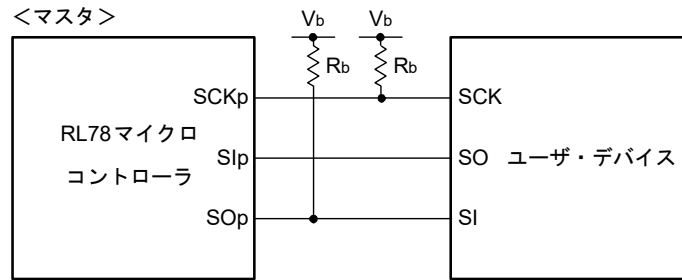 <マスタ>
Vb Vb
Rb Rb
SCKp SCK
RL78マイクロ
コントローラ
SIp SO ユーザ・デバイス
SOp SI